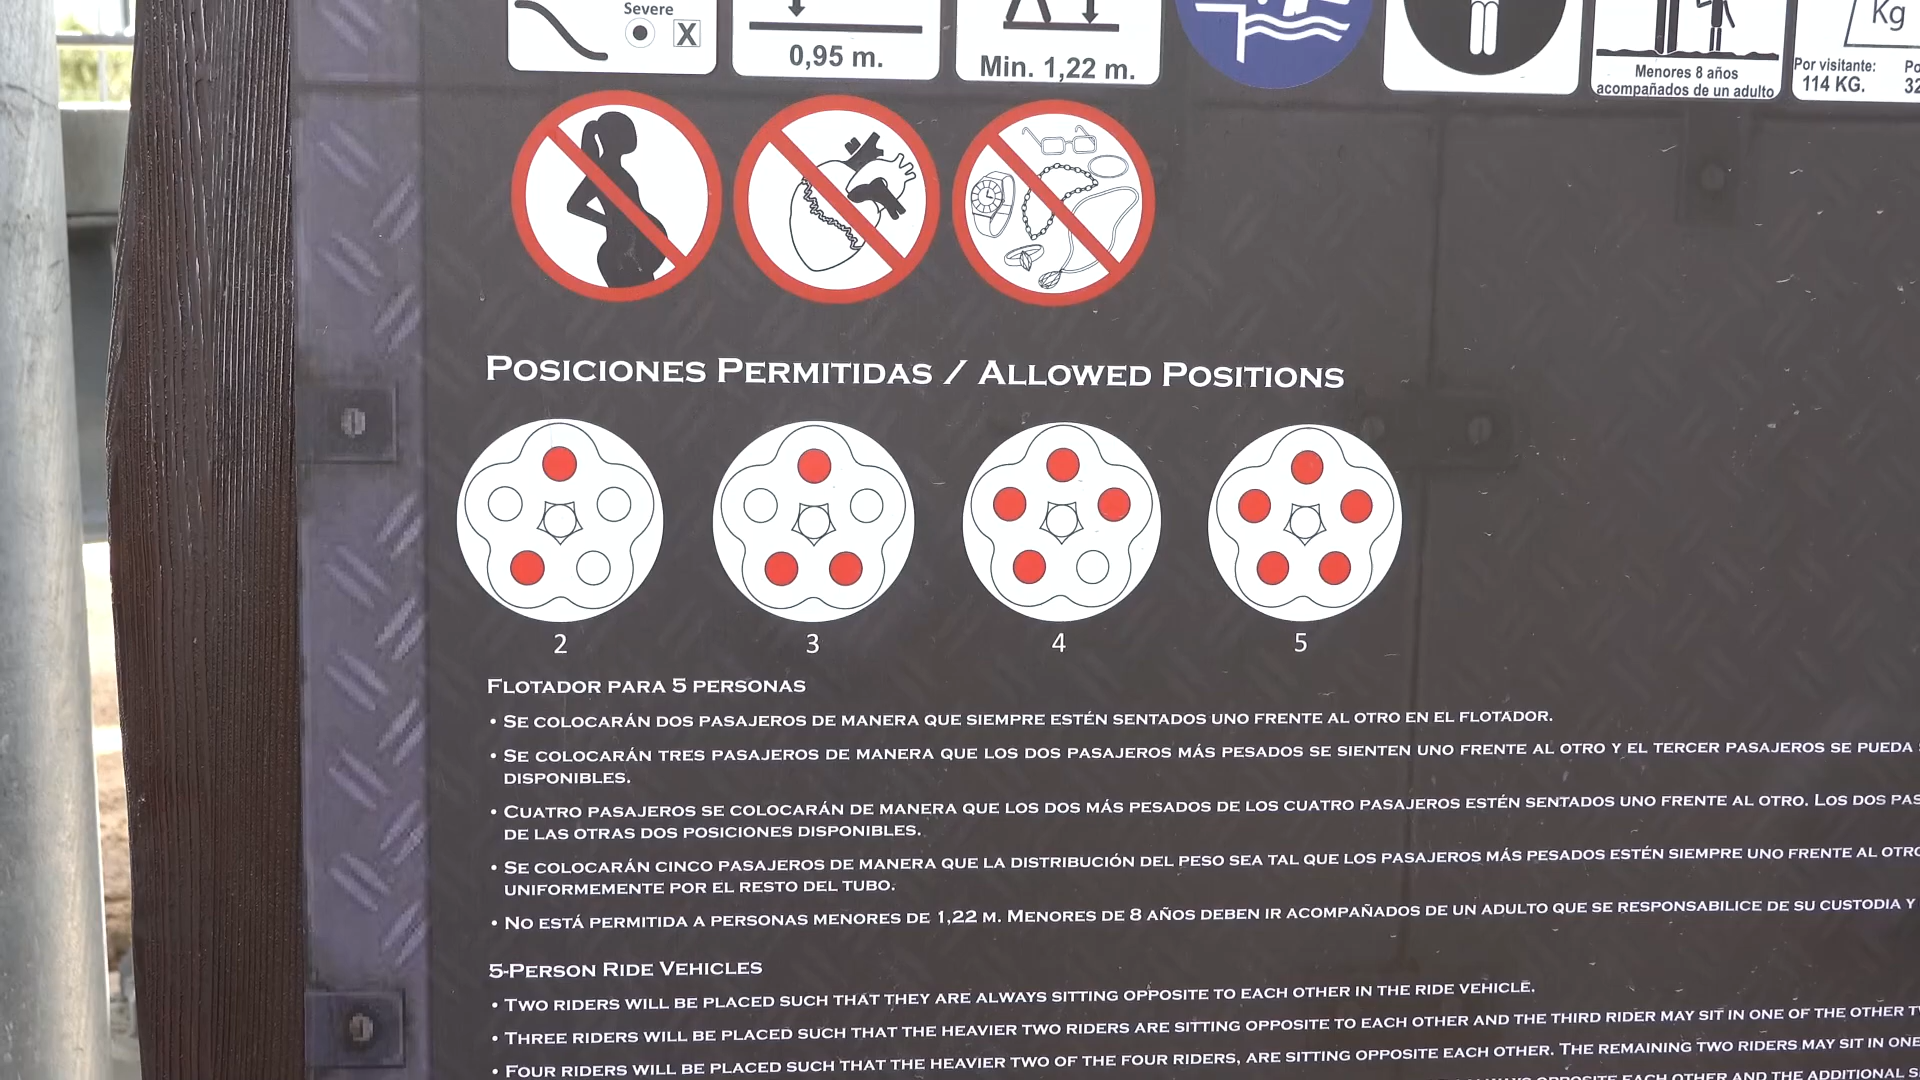 Severe
X
0,95 m.
Min. 1,22 m.
Menores 8 años
acompañados de un adulto
Kg
Por visitante:
114 KG.
POSICIONES PERMITIDAS / ALLOWED POSITIONS
2
3
4
5
FLOTADOR PARA 5 PERSONAS
• SE COLOCARÁN DOS PASAJEROS DE MANERA QUE SIEMPRE ESTÉN SENTADOS UNO FRENTE AL OTRO EN EL FLOTADOR.
• SE COLOCARÁN TRES PASAJEROS DE MANERA QUE LOS DOS PASAJEROS MÁS PESADOS SE SIENTEN UNO FRENTE AL OTRO Y EL TERCER PASAJEROS SE PUEDA
DISPONIBLES.
• CUATRO PASAJEROS SE COLOCARÁN DE MANERA QUE LOS DOS MÁS PESADOS DE LOS CUATRO PASAJEROS ESTÉN SENTADOS UNO FRENTE AL OTRO. LOS DOS PAS
DE LAS OTRAS DOS POSICIONES DISPONIBLES.
• SE COLOCARÁN CINCO PASAJEROS DE MANERA QUE LA DISTRIBUCIÓN DEL PESO SEA TAL QUE LOS PASAJEROS MÁS PESADOS ESTÉN SIEMPRE UNO FRENTE AL OTRO
UNIFORMEMENTE POR EL RESTO DEL TUBO.
• NO ESTÁ PERMITIDA A PERSONAS MENORES DE 1,22 M. MENORES DE 8 AÑOS DEBEN IR ACOMPAÑADOS DE UN ADULTO QUE SE RESPONSABILICE DE SU CUSTODIA Y
5-PERSON RIDE VEHICLES
• TWO RIDERS WILL BE PLACED SUCH THAT THEY ARE ALWAYS SITTING OPPOSITE TO EACH OTHER IN THE RIDE VEHICLE.
• THREE RIDERS WILL BE PLACED SUCH THAT THE HEAVIER TWO RIDERS ARE SITTING OPPOSITE TO EACH OTHER AND THE THIRD RIDER MAY SIT IN ONE OF THE OTHER
• FOUR RIDERS WILL BE PLACED SUCH THAT THE HEAVIER TWO OF THE FOUR RIDERS, ARE SITTING OPPOSITE EACH OTHER. THE REMAINING TWO RIDERS MAY SIT IN ONE
OPPOSITE EACH OTHER AND THE ADDITIONAL